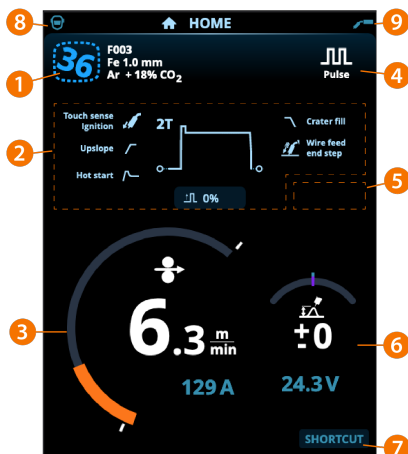 8
HOME
9
36
F003
Fe 1.0 mm
Ar + 18% CO2
Pulse
1
4
Touch sense
Ignition
2T
Crater fill
2
Upslope
Wire feed
end step
Hot start
5
0%
3
6.3 m/min
±0
6
129 A
24.3 V
SHORTCUT
7